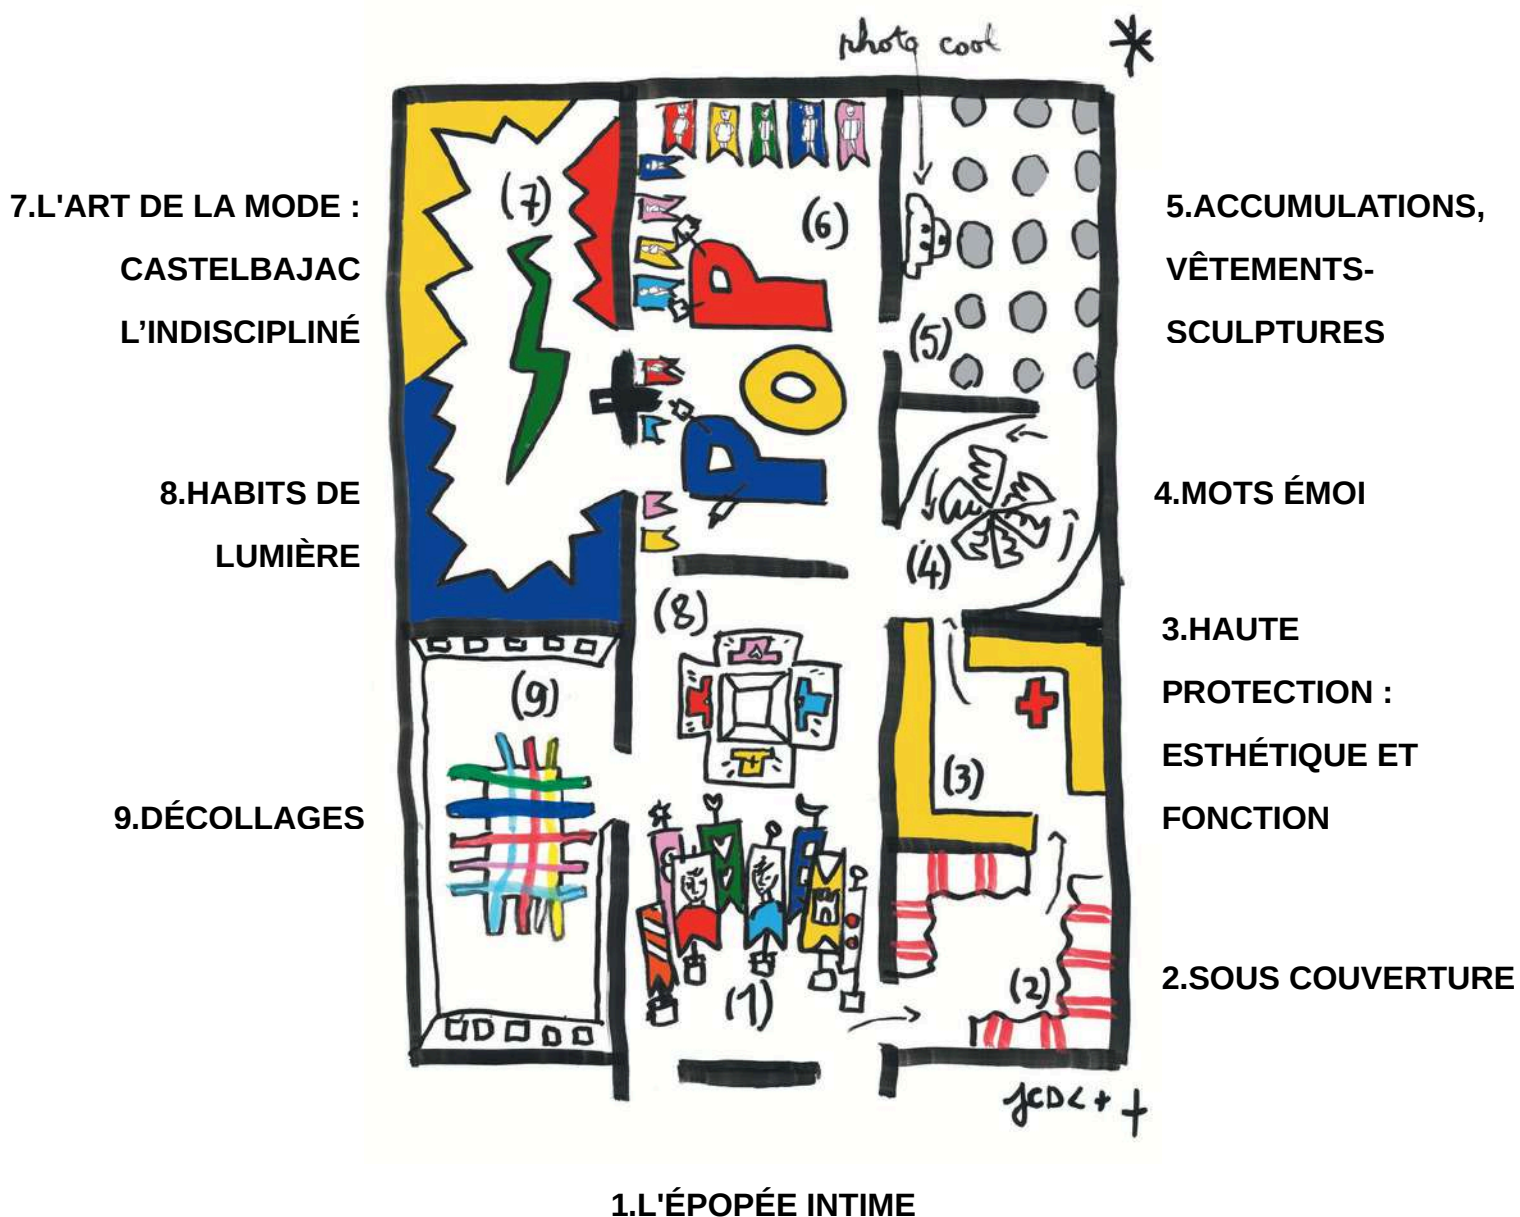 photo cool
7.L'ART DE LA MODE :
CASTELBAJAC
L’INDISCIPLINÉ
8.HABITS DE
LUMIÈRE
9.DÉCOLLAGES
(7)
(6)
POP
(5)
(4)
(8)
(9)
(3)
(2)
(1)
5.ACCUMULATIONS,
VÊTEMENTS-
SCULPTURES
4.MOTS ÉMOI
3.HAUTE
PROTECTION :
ESTHÉTIQUE ET
FONCTION
2.SOUS COUVERTURE
JCDC
1.L'ÉPOPÉE INTIME